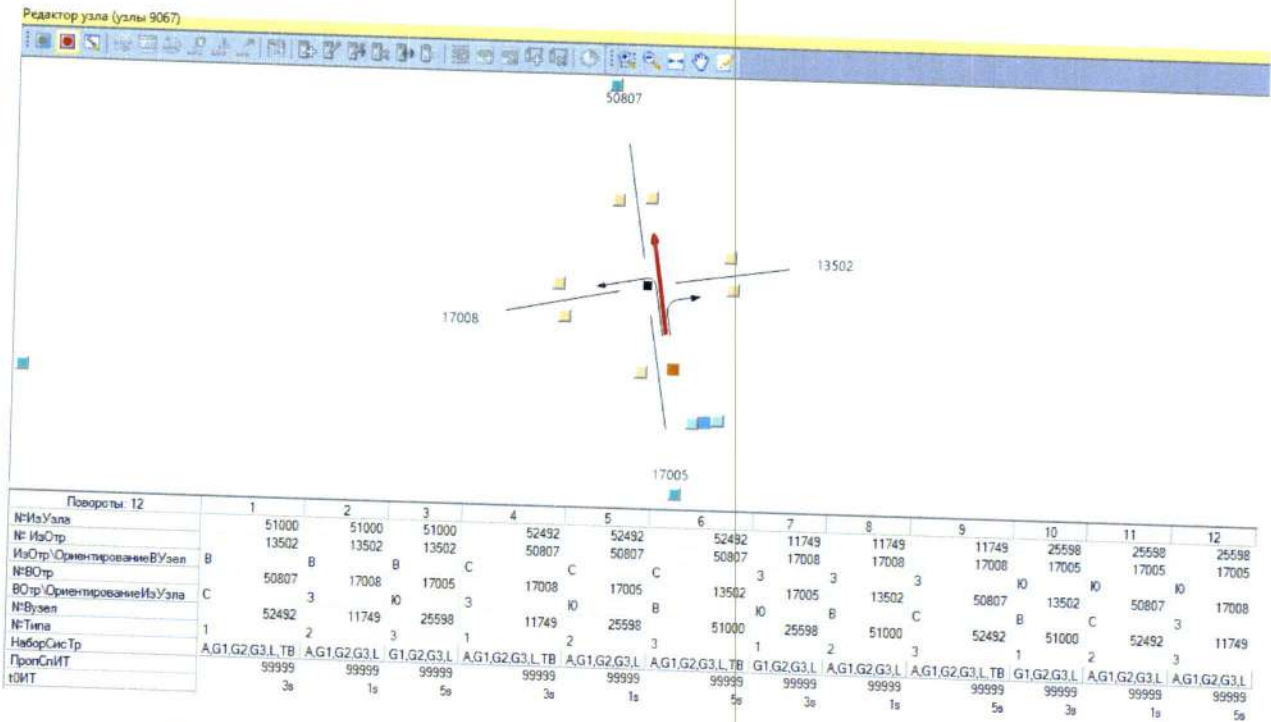 Редактор узла (узлы 9067)
50807
13502
17008
17005
Повороты: 12 1 2 3 4 5 6 7 8 9 10 11 12
№ИзУзла 51000 51000 51000 52492 52492 52492 11749 11749 11749 25598 25598 25598
№ ИзОтр 13502 13502 13502 50807 50807 50807 17008 17008 17008 17005 17005 17005
ИзОтр\ОриентированиеВУзел В В В С С С З З З Ю Ю Ю
№ВОтр 50807 17008 17005 17008 17005 13502 17005 13502 50807 13502 50807 17008
ВОтр\ОриентированиеИзУзла С З Ю З Ю В Ю В С В С З
№Вузел 52492 11749 25598 11749 25598 51000 25598 51000 52492 51000 52492 11749
№Типа 1 2 3 1 2 3 1 2 3 1 2 3
НаборСисТр A,G1,G2,G3,L,TB A,G1,G2,G3,L G1,G2,G3,L A,G1,G2,G3,L,TB A,G1,G2,G3,L A,G1,G2,G3,L,TB G1,G2,G3,L A,G1,G2,G3,L A,G1,G2,G3,L,TB G1,G2,G3,L A,G1,G2,G3,L A,G1,G2,G3,L
ПропСпИТ 99999 99999 99999 99999 99999 99999 99999 99999 99999 99999 99999 99999
t0ИТ 3s 1s 5s 3s 1s 5s 3s 1s 5s 3s 1s 5s